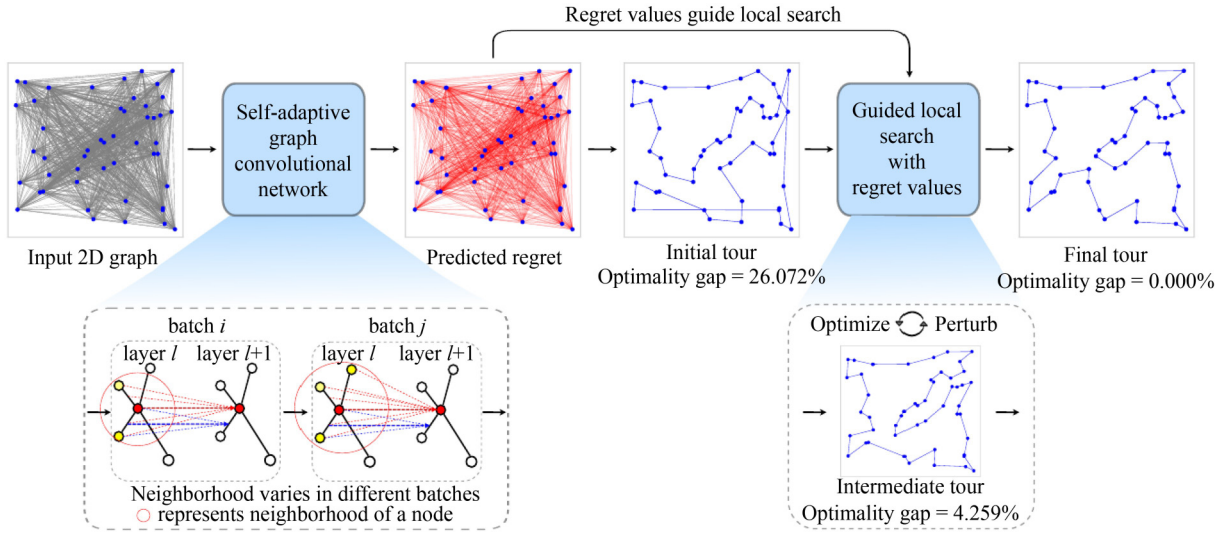 Regret values guide local search
Self-adaptive
graph
convolutional
network
Guided local
search
with
regret values
Input 2D graph
Predicted regret
Initial tour
Optimality gap = 26.072%
Final tour
Optimality gap = 0.000%
batch i
batch j
layer l
layer l+1
layer l
layer l+1
Neighborhood varies in different batches
represents neighborhood of a node
Optimize
Perturb
Intermediate tour
Optimality gap = 4.259%